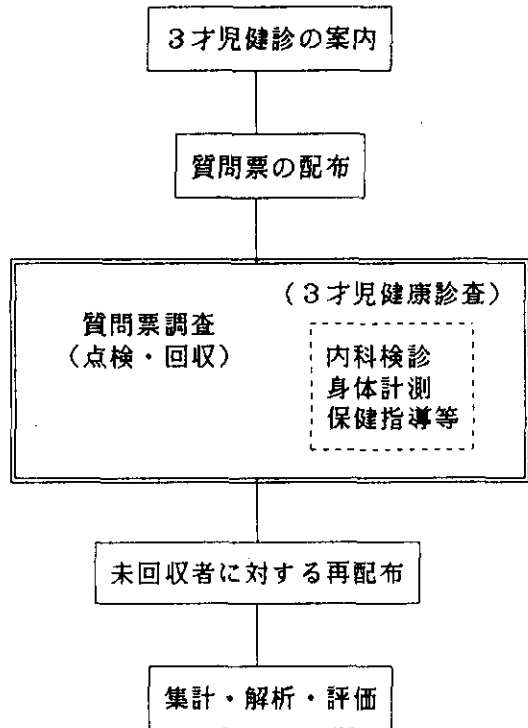 3才児健診の案内
質問票の配布
(3才児健康診査)
質問票調査
(点検・回収)
内科検診
身体計測
保健指導等
未回収者に対する再配布
集計・解析・評価